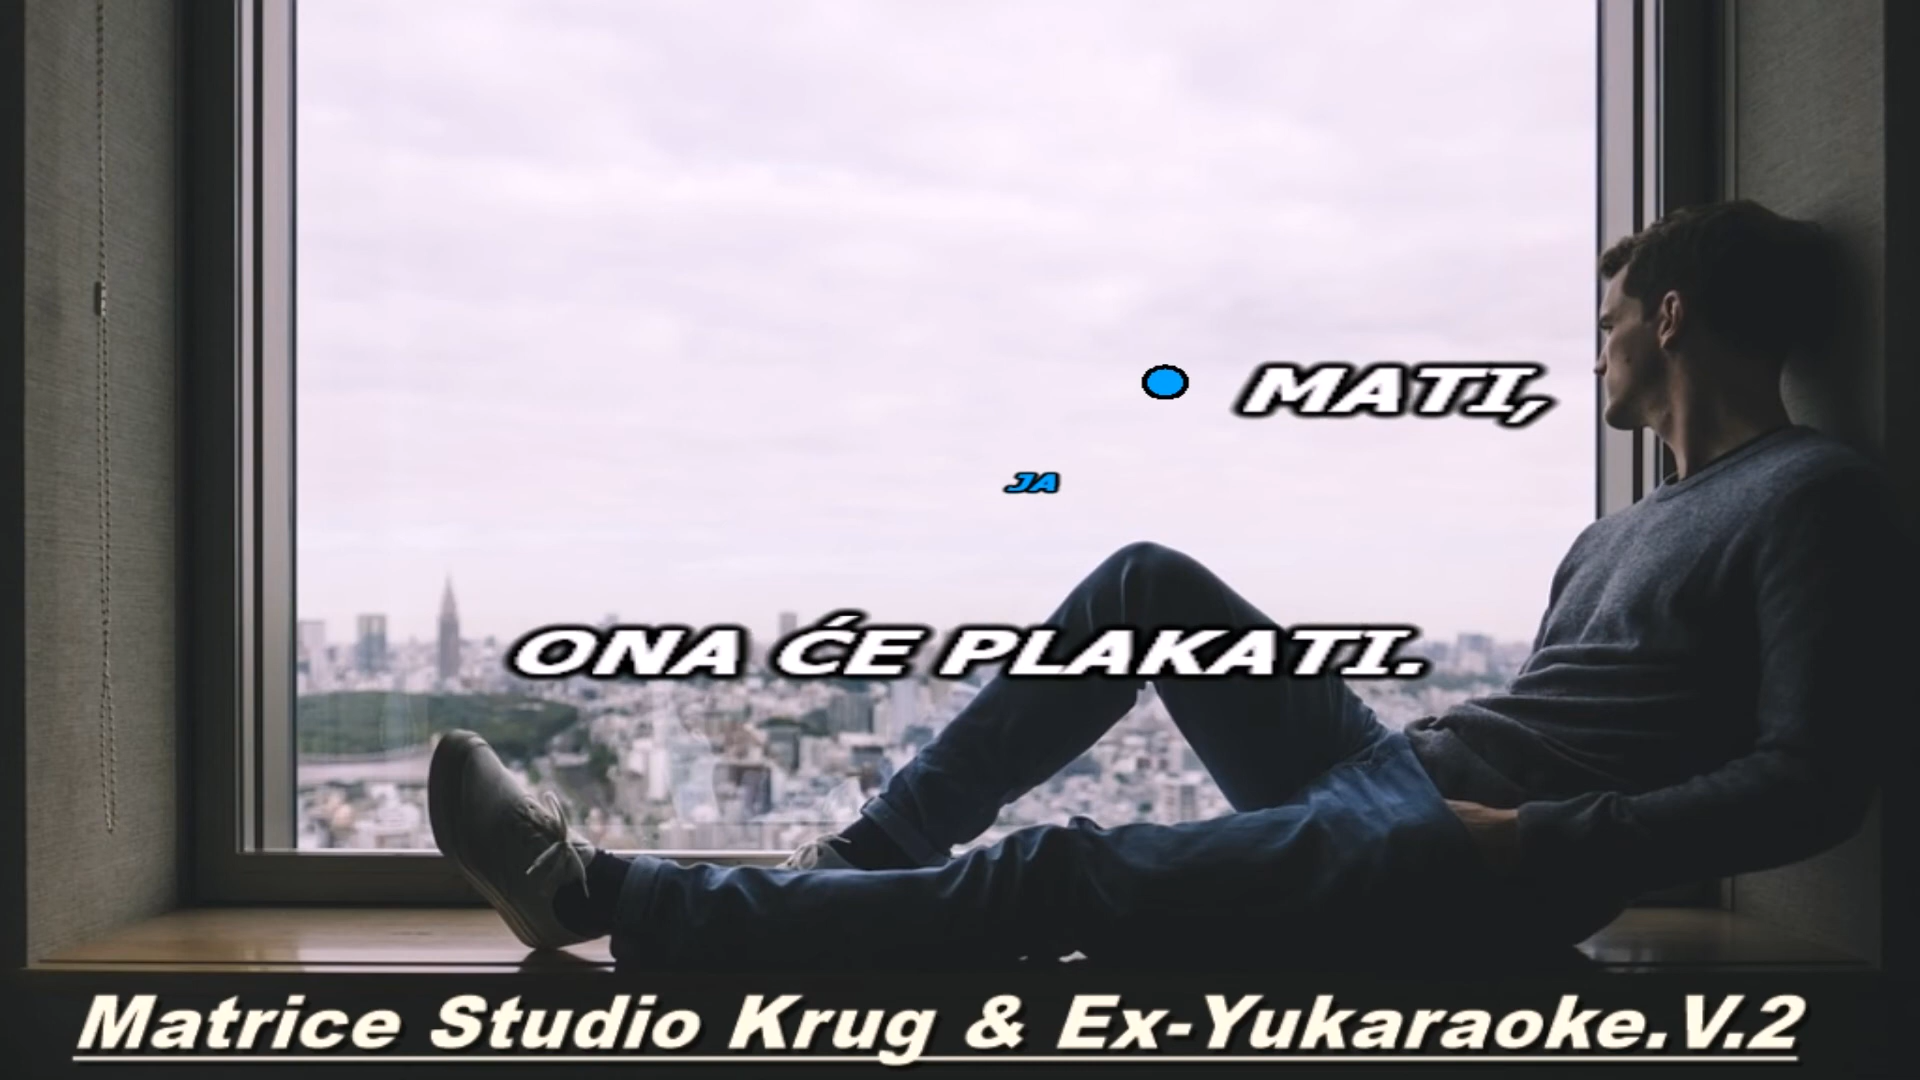 MATI,
JA
ONA ĆE PLAKATI.
Matrice Studio Krug & Ex-Yukaraoke.V.2